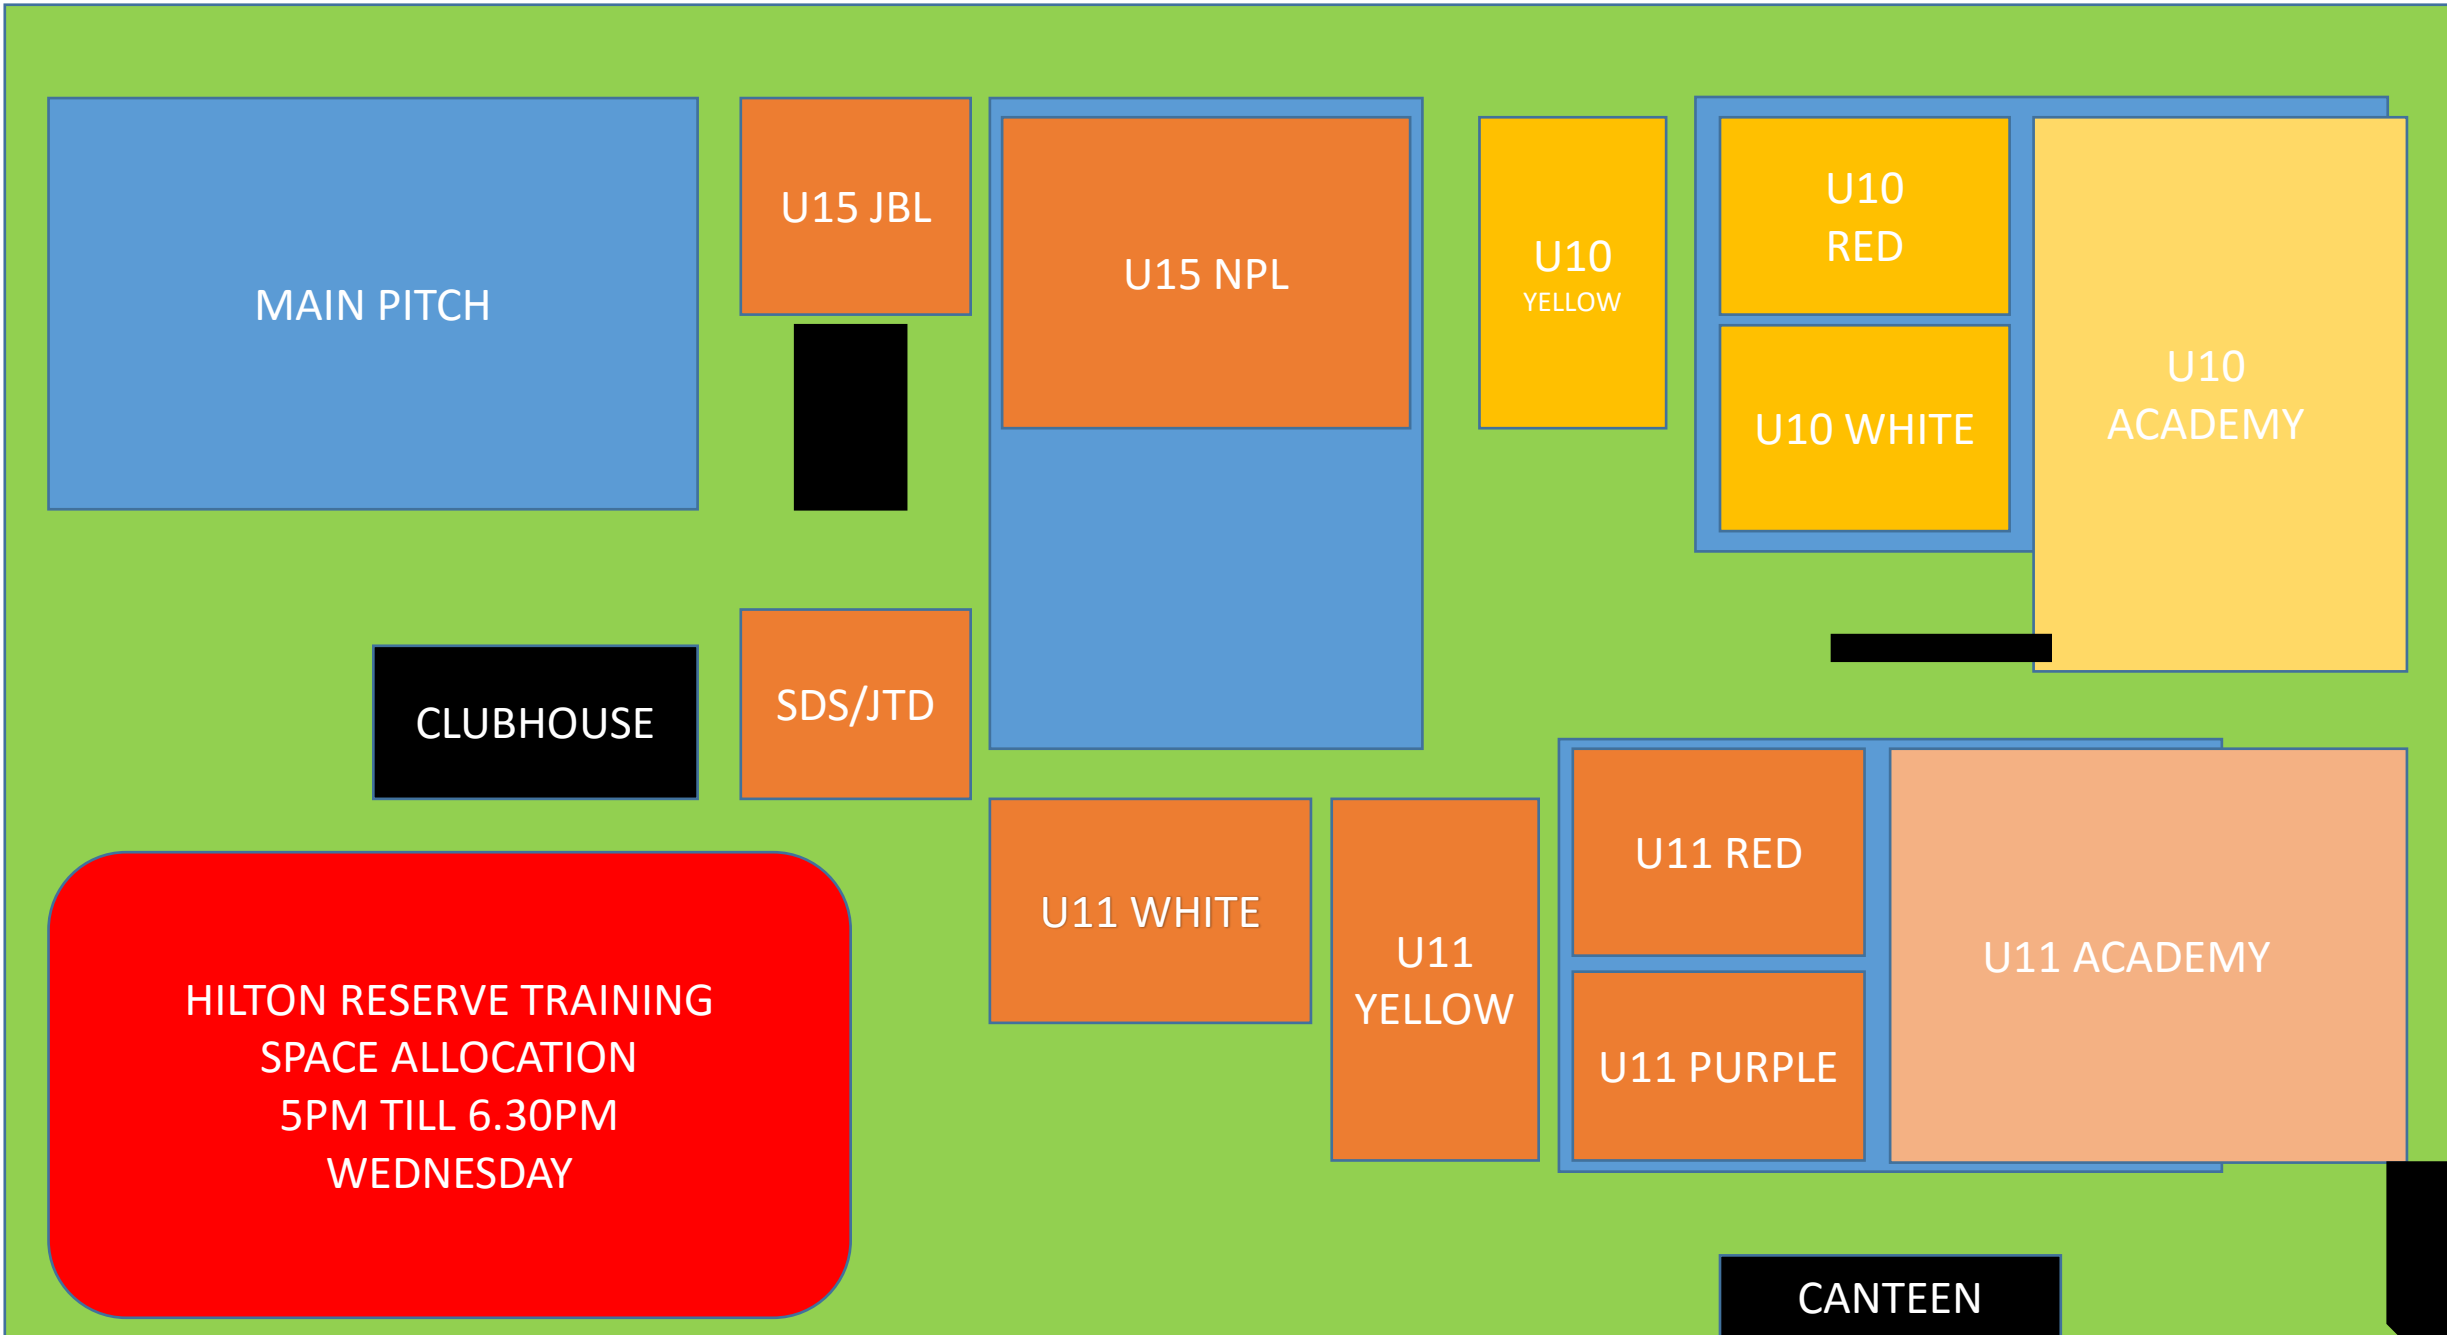 MAIN PITCH
U15 JBL
U15 NPL
U10
YELLOW
U10
RED
U10 WHITE
U10
ACADEMY
CLUBHOUSE
SDS/JTD
U11 WHITE
U11
YELLOW
U11 RED
U11 PURPLE
U11 ACADEMY
HILTON RESERVE TRAINING
SPACE ALLOCATION
5PM TILL 6.30PM
WEDNESDAY
CANTEEN